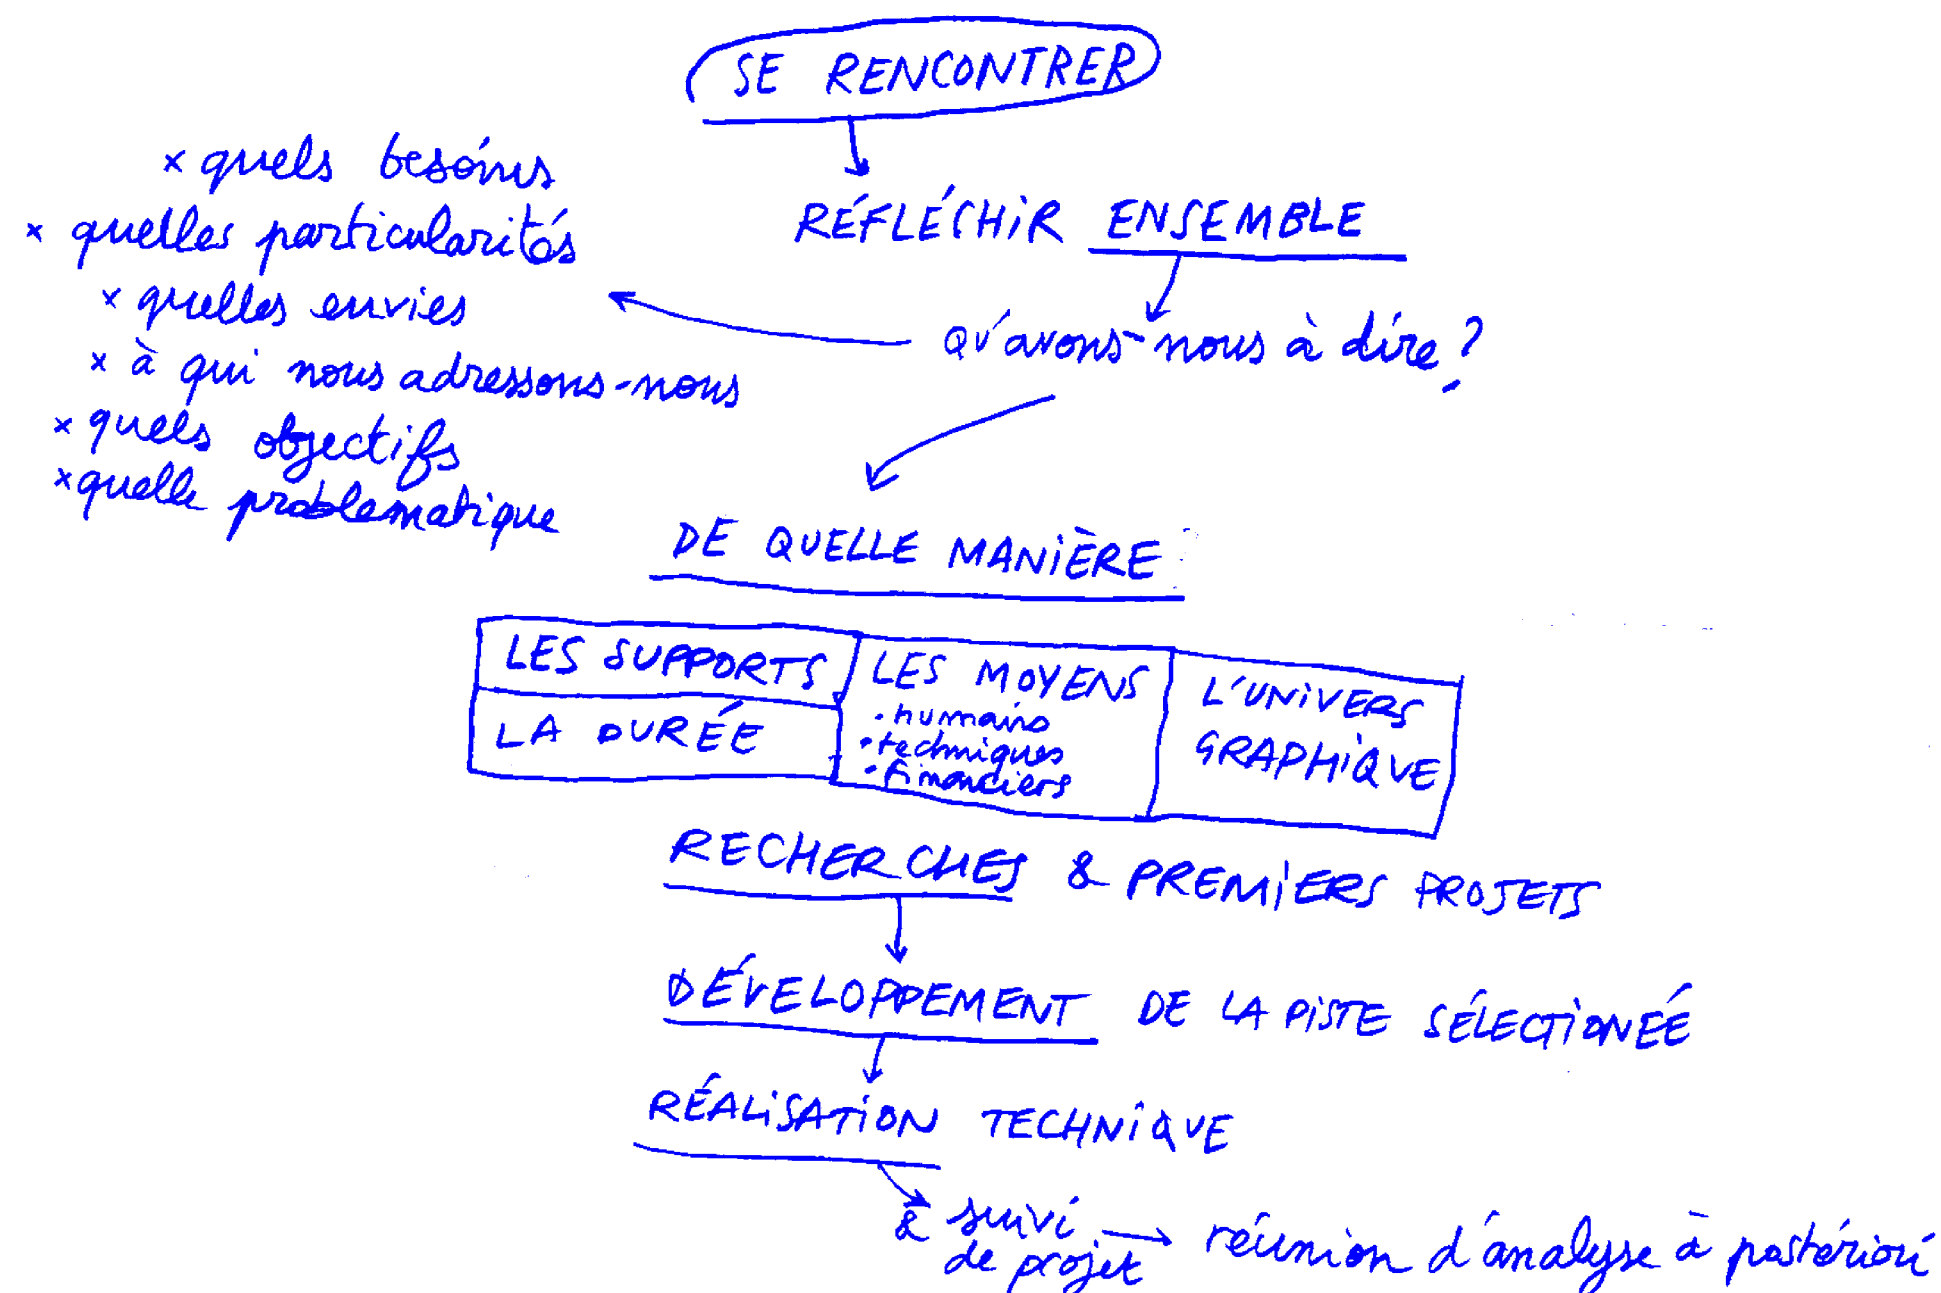 SE RENCONTRER
RÉFLÉCHIR ENSEMBLE
qu'avons-nous à dire?
× quels besoins
× quelles particularités
× quelles envies
× à qui nous adressons-nous
× quels objectifs
× quelle problematique
DE QUELLE MANIÈRE
LES SUPPORTS
LA DURÉE
LES MOYENS
· humains
· techniques
· financiers
L'UNIVERS
GRAPHIQUE
RECHERCHES & PREMIERS PROJETS
DÉVELOPPEMENT DE LA PISTE SÉLECTIONÉE
RÉALISATION TECHNIQUE
& suivi
de projet
réunion d'analyse à postériori